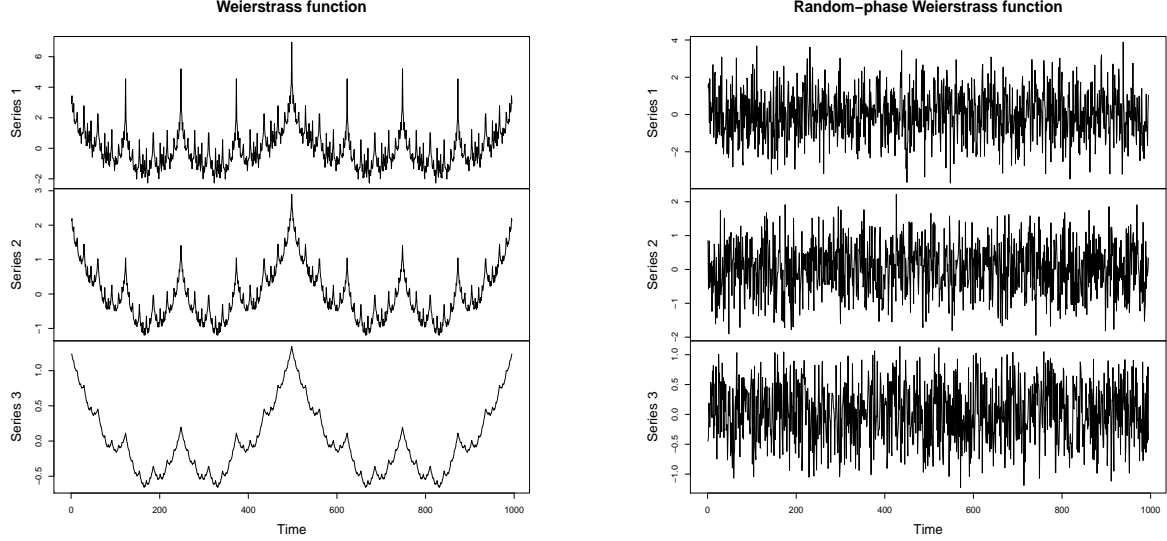 Weierstrass function
Series 1
−2 0 2 4 6
Series 2
−1 0 1 2 3
Series 3
−0.5 0.0 0.5 1.0
0 200 400 600 800 1000
Time
Random−phase Weierstrass function
Series 1
−2 0 2 4
Series 2
−2 −1 0 1 2
Series 3
−1.0 −0.5 0.0 0.5 1.0
0 200 400 600 800 1000
Time